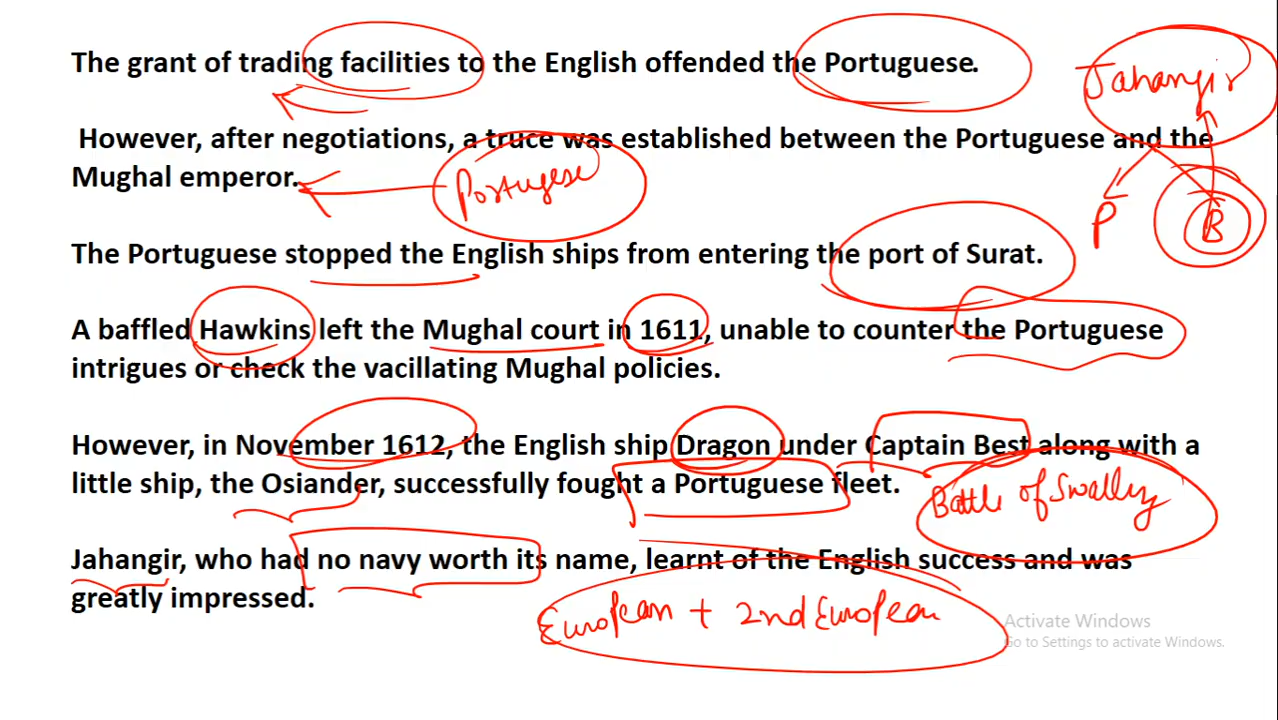 The grant of trading facilities to the English offended the Portuguese.
Jahangir
However, after negotiations, a truce was established between the Portuguese and the
Mughal emperor.
Portugese
P
B
The Portuguese stopped the English ships from entering the port of Surat.
A baffled Hawkins left the Mughal court in 1611, unable to counter the Portuguese
intrigues or check the vacillating Mughal policies.
However, in November 1612, the English ship Dragon under Captain Best along with a
little ship, the Osiander, successfully fought a Portuguese fleet.
Battle of Swalley
Jahangir, who had no navy worth its name, learnt of the English success and was
greatly impressed.
European + 2nd European
Activate Windows
Go to Settings to activate Windows.